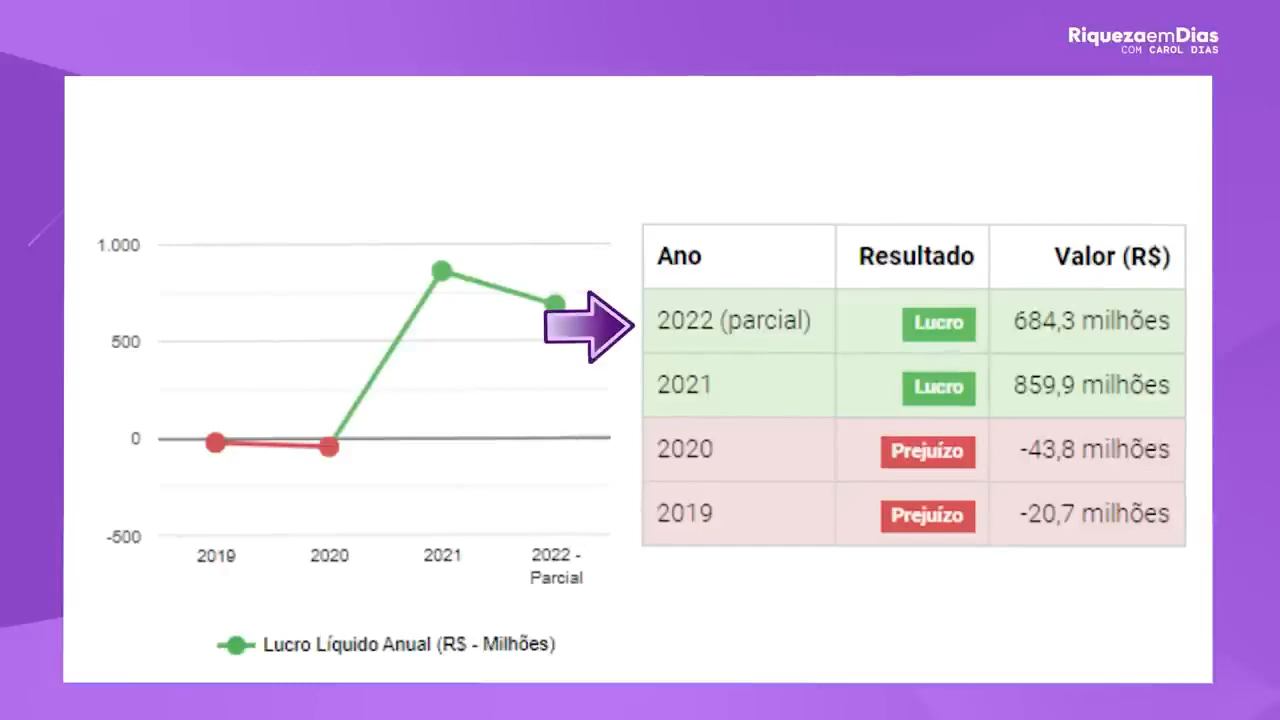 RiquezaemDias
COM CAROL DIAS
1.000
500
0
-500
2019
2020
2021
2022 -
Parcial
Lucro Líquido Anual (R$ - Milhões)
Ano Resultado Valor (R$)
2022 (parcial) Lucro 684,3 milhões
2021 Lucro 859,9 milhões
2020 Prejuízo -43,8 milhões
2019 Prejuízo -20,7 milhões